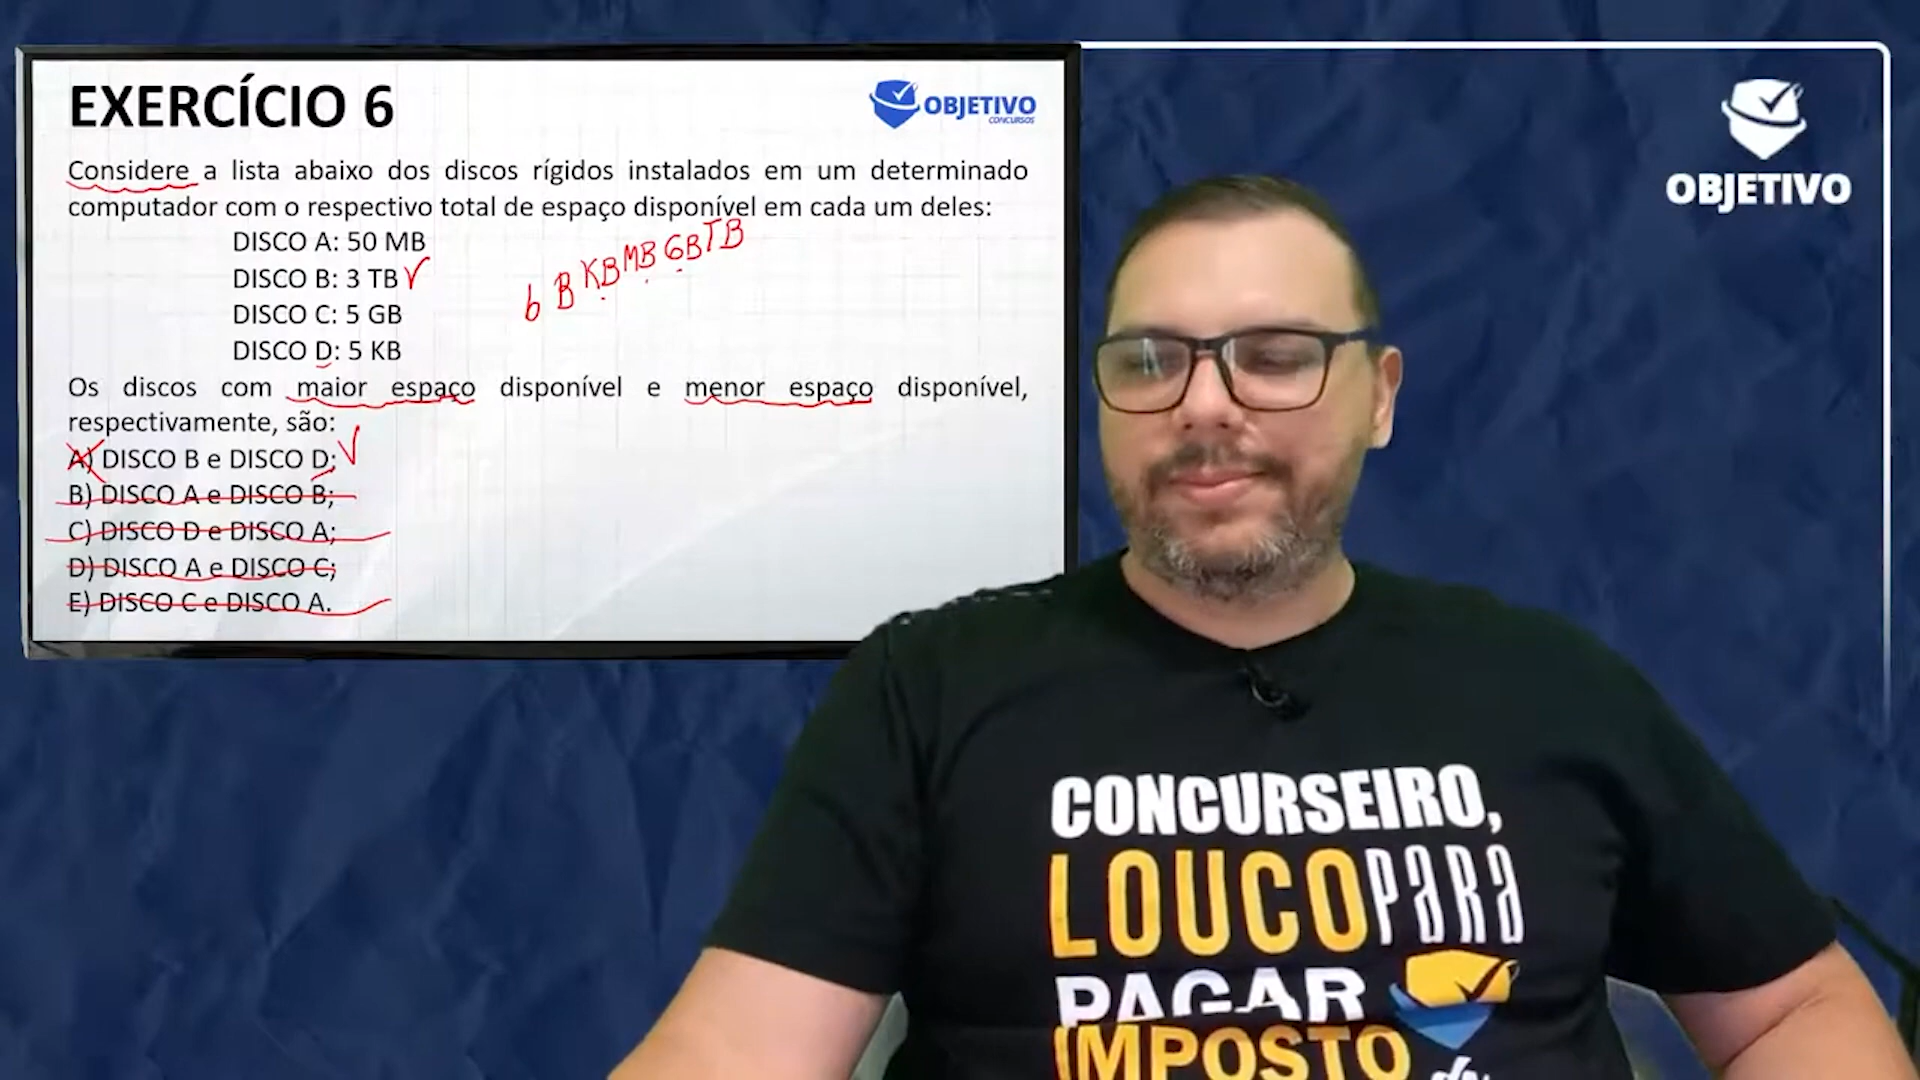 EXERCÍCIO 6
OBJETIVO
CONCURSOS
Considere a lista abaixo dos discos rígidos instalados em um determinado
computador com o respectivo total de espaço disponível em cada um deles:
DISCO A: 50 MB
DISCO B: 3 TB
DISCO C: 5 GB
DISCO D: 5 KB
b B KB MB GB TB
Os discos com maior espaço disponível e menor espaço disponível,
respectivamente, são:
A) DISCO B e DISCO D;
B) DISCO A e DISCO B;
C) DISCO D e DISCO A;
D) DISCO A e DISCO C;
E) DISCO C e DISCO A.
OBJETIVO
CONCURSEIRO,
LOUCO PARA
PAGAR
IMPOSTO